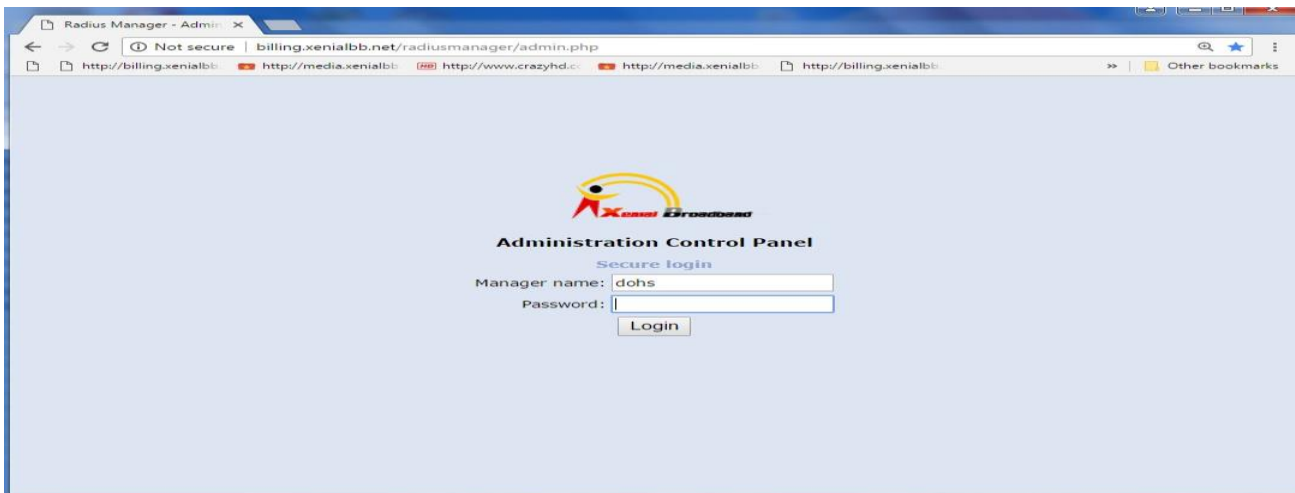 Radius Manager - Admin
Not secure | billing.xenialbb.net/radiusmanager/admin.php
http://billing.xenialbb http://media.xenialbb http://www.crazyhd.c http://media.xenialbb http://billing.xenialbb. » Other bookmarks
Xenial Broadband
Administration Control Panel
Secure login
Manager name: dohs
Password:
Login